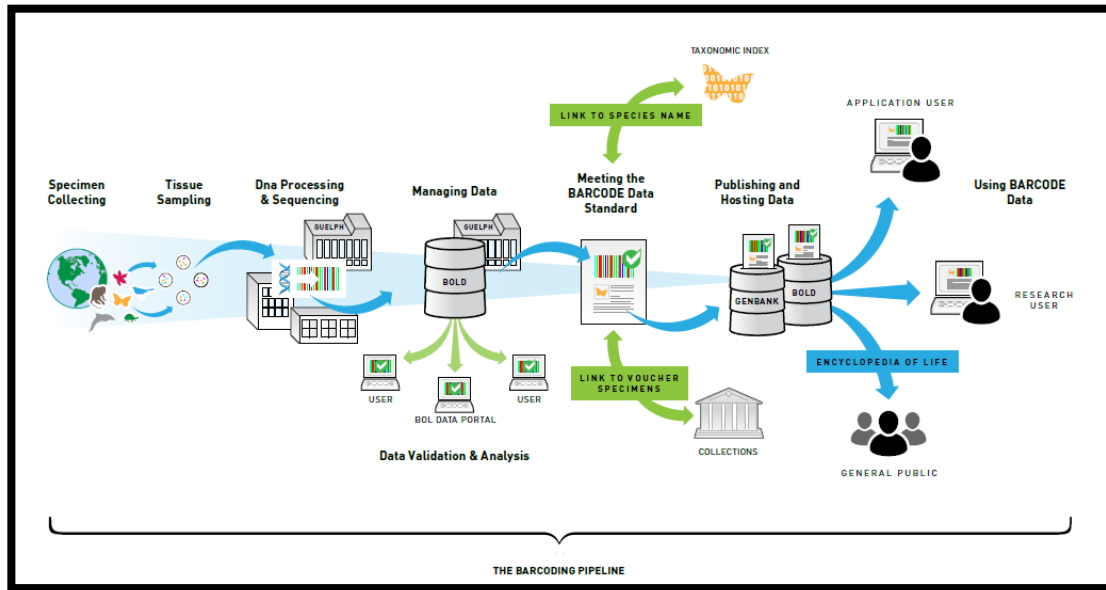 TAXONOMIC INDEX
LINK TO SPECIES NAME
APPLICATION USER
Specimen
Collecting
Tissue
Sampling
Dna Processing
& Sequencing
Managing Data
Meeting the
BARCODE Data
Standard
Publishing and
Hosting Data
Using BARCODE
Data
GUELPH
GUELPH
BOLD
GENBANK
BOLD
RESEARCH
USER
USER
BOL DATA PORTAL
USER
LINK TO VOUCHER
SPECIMENS
ENCYCLOPEDIA OF LIFE
COLLECTIONS
GENERAL PUBLIC
Data Validation & Analysis
THE BARCODING PIPELINE